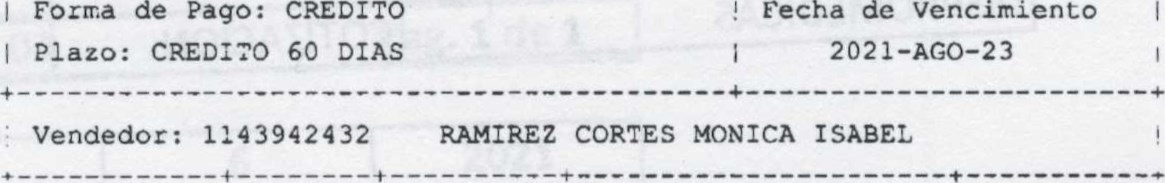 | Forma de Pago: CREDITO | Fecha de Vencimiento |
| Plazo: CREDITO 60 DIAS | 2021-AGO-23 |
Vendedor: 1143942432 RAMIREZ CORTES MONICA ISABEL